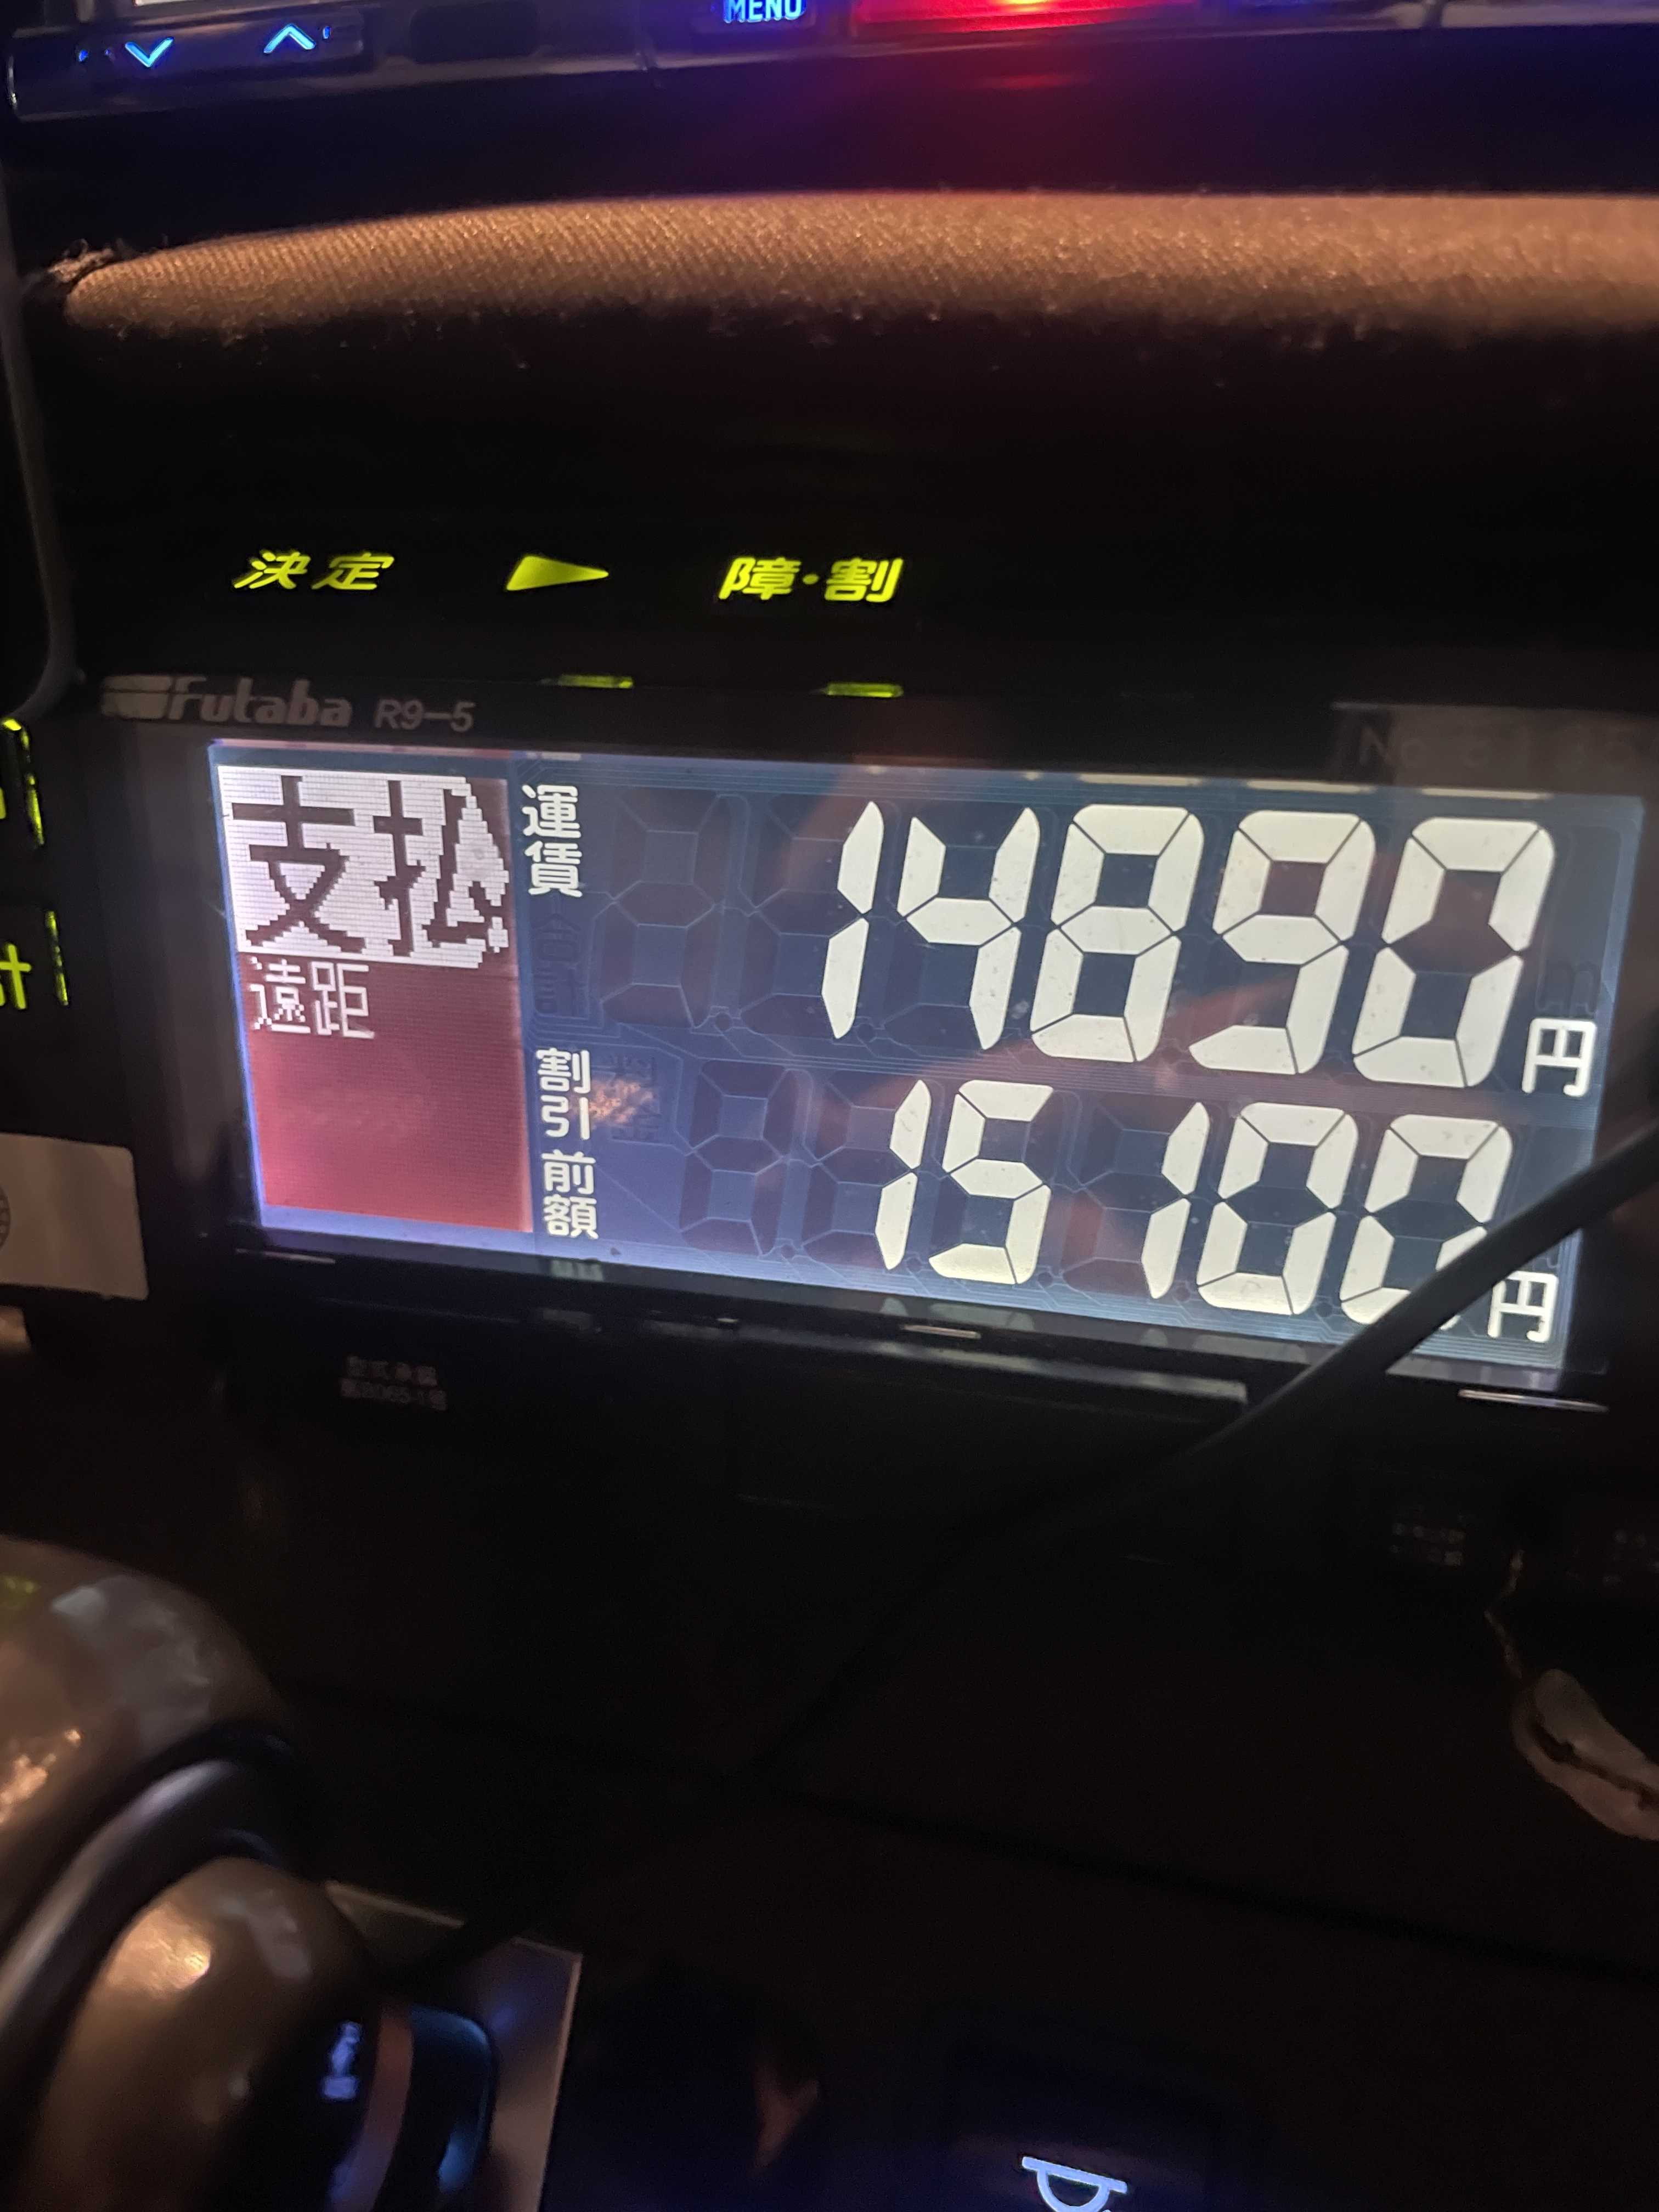 MENU
決定
障・割
Futaba R9-5
支払
遠距
運賃 14890円
割引前額 15100円